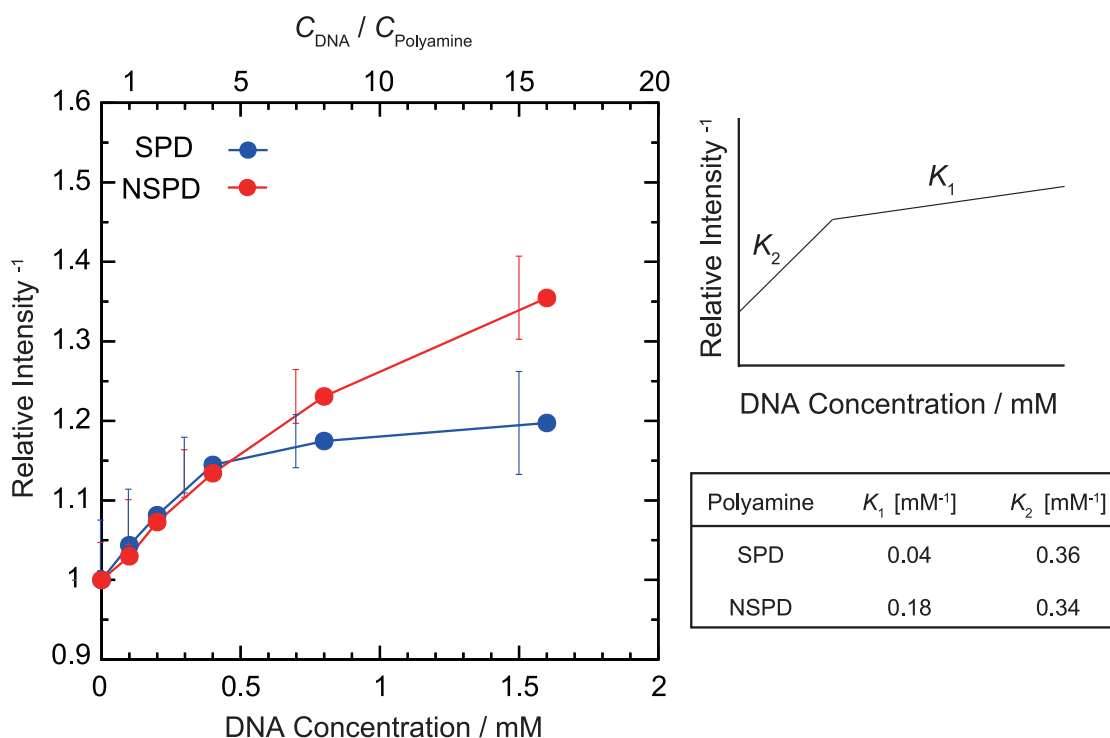 C_DNA / C_Polyamine
1 5 10 15 20
1.6
1.5
1.4
1.3
1.2
1.1
1
0.9
Relative Intensity ⁻¹
SPD
NSPD
0 0.5 1 1.5 2
DNA Concentration / mM
Relative Intensity ⁻¹
K₂
K₁
DNA Concentration / mM
Polyamine K₁ [mM⁻¹] K₂ [mM⁻¹]
SPD 0.04 0.36
NSPD 0.18 0.34